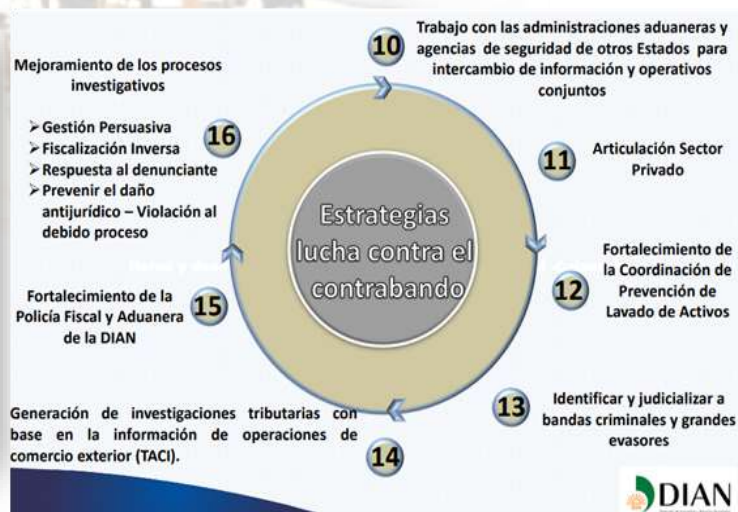 10
Trabajo con las administraciones aduaneras y
agencias de seguridad de otros Estados para
intercambio de información y operativos
conjuntos
11
Articulación Sector
Privado
12
Fortalecimiento de
la Coordinación de
Prevención de
Lavado de Activos
13
Identificar y judicializar a
bandas criminales y grandes
evasores
14
Generación de investigaciones tributarias con
base en la información de operaciones de
comercio exterior (TACI).
15
Fortalecimiento de la
Policía Fiscal y Aduanera
de la DIAN
16
Mejoramiento de los procesos
investigativos
➢Gestión Persuasiva
➢Fiscalización Inversa
➢Respuesta al denunciante
➢Prevenir el daño
antijurídico – Violación al
debido proceso
Estrategias
lucha contra el
contrabando
DIAN